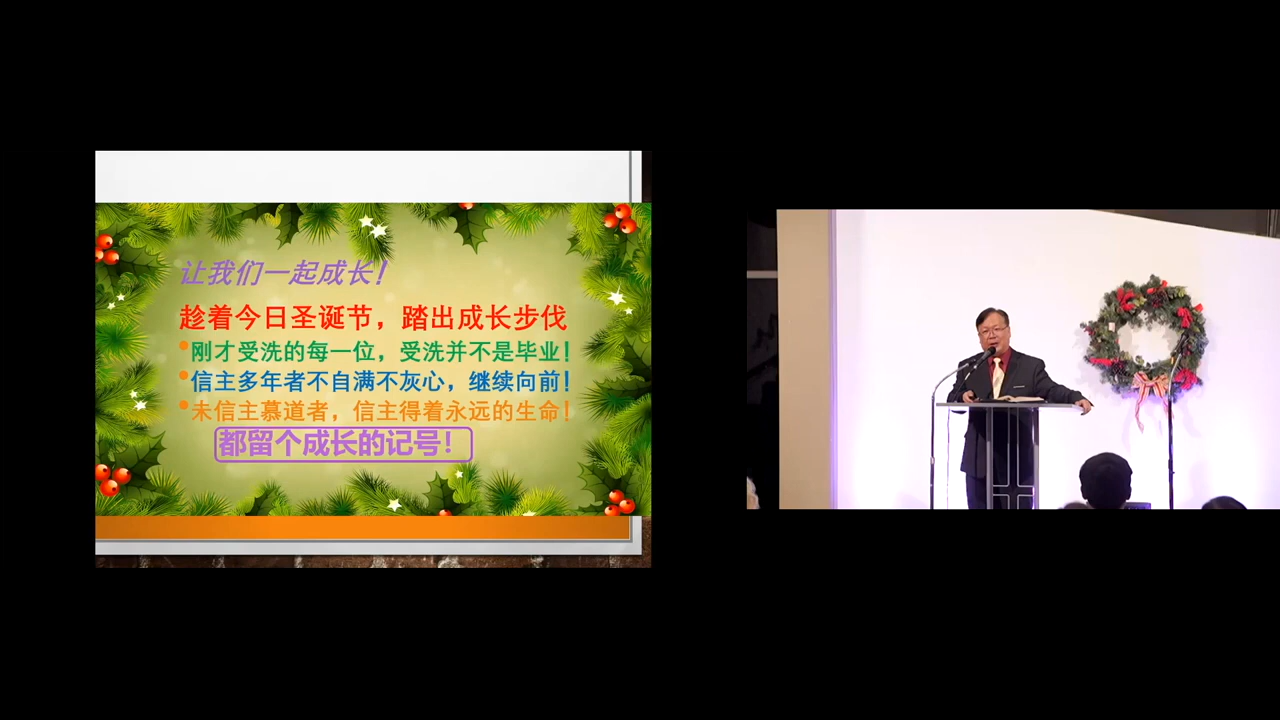 让我们一起成长!
趁着今日圣诞节，踏出成长步伐
•刚才受洗的每一位，受洗并不是毕业!
•信主多年者不自满不灰心，继续向前!
•未信主慕道者，信主得着永远的生命!
都留个成长的记号!